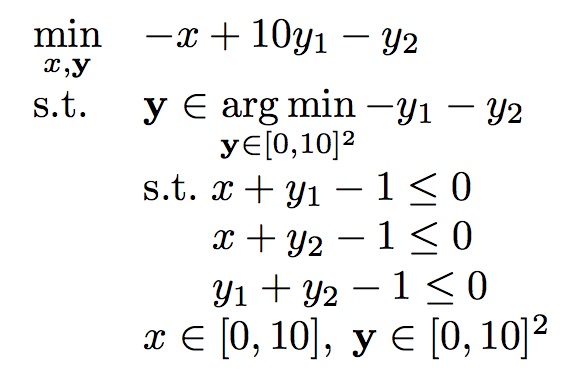 min −x + 10y₁ − y₂
x,y
s.t. y ∈ arg min −y₁ − y₂
y∈[0,10]²
s.t. x + y₁ − 1 ≤ 0
x + y₂ − 1 ≤ 0
y₁ + y₂ − 1 ≤ 0
x ∈ [0, 10], y ∈ [0, 10]²